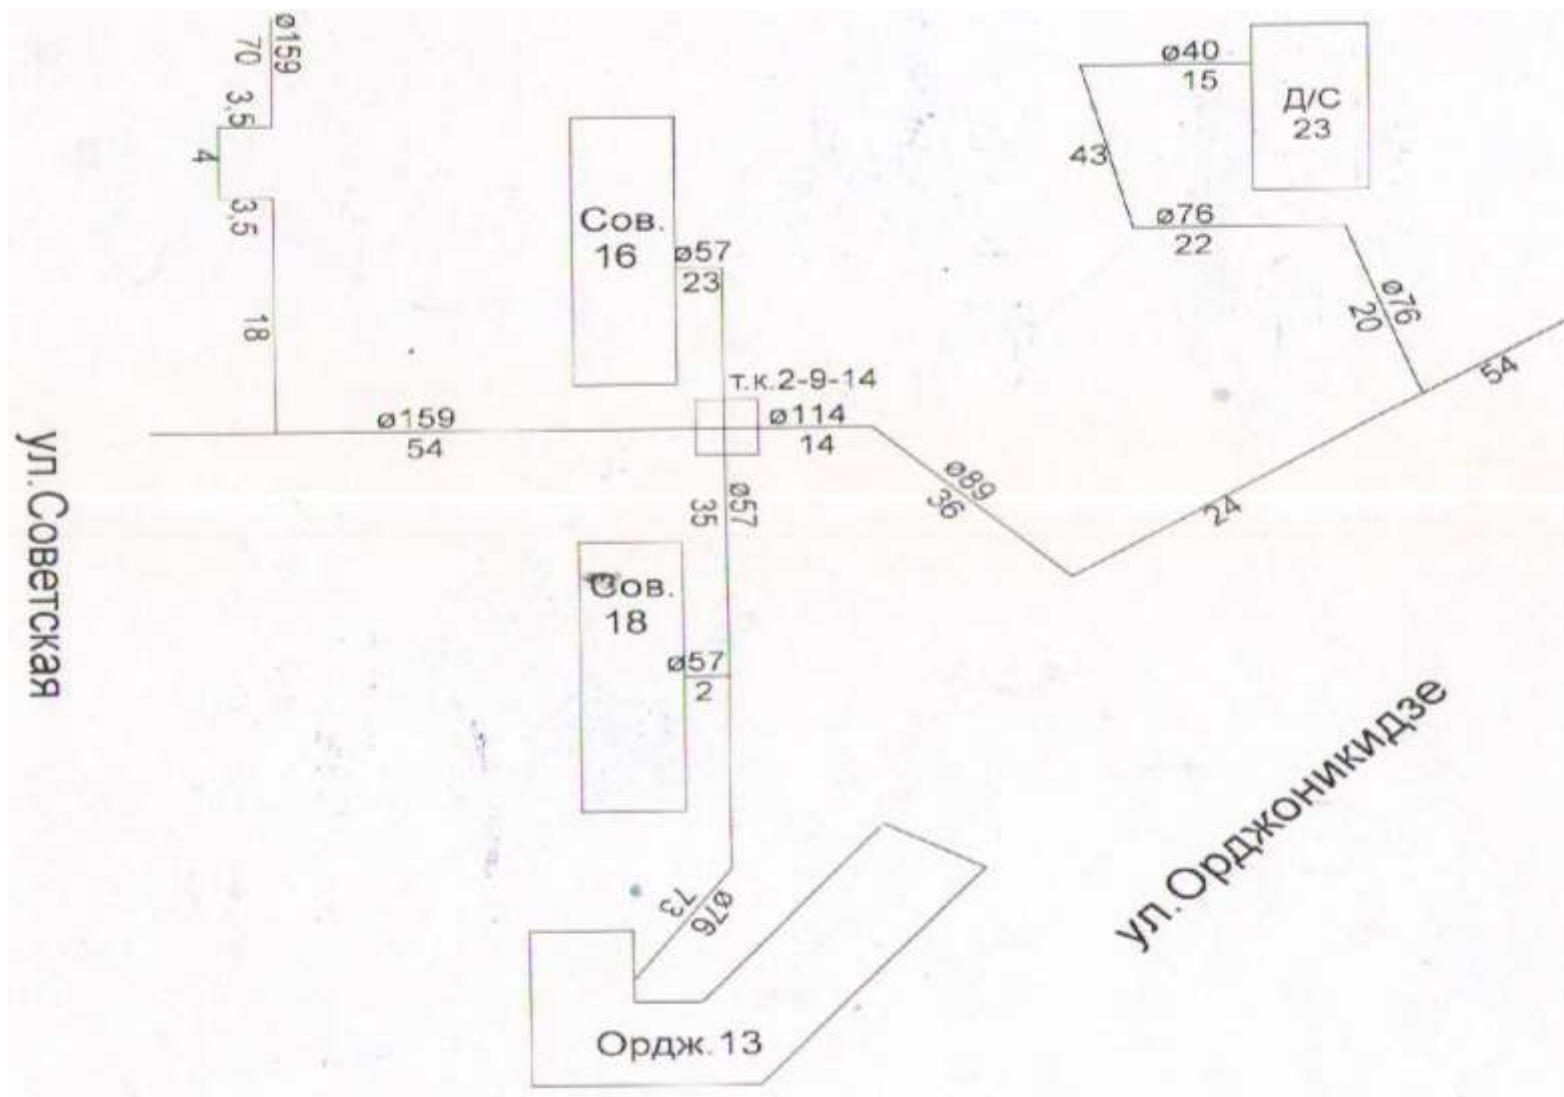 ø159
70
3,5
4
3,5
18
ø40
15
Д/С
23
43
ø76
22
ø76
20
54
Сов.
16
ø57
23
т.к.2-9-14
ø159
54
ø114
14
ø89
36
24
ø57
35
Сов.
18
ø57
2
ø76
73
Ордж.13
ул.Советская
ул.Орджоникидзе